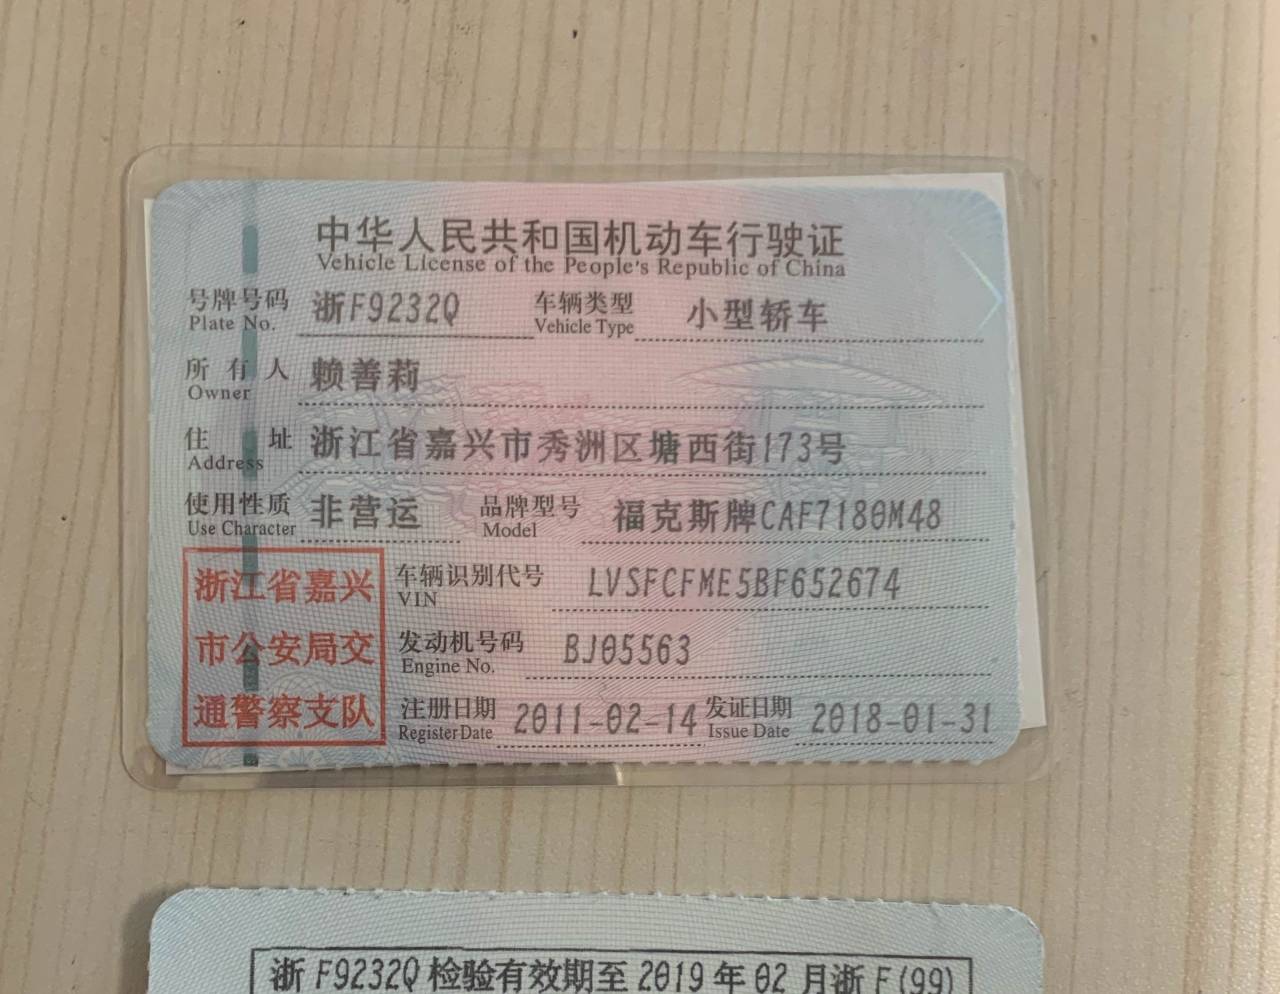 中华人民共和国机动车行驶证
Vehicle License of the People's Republic of China
号牌号码 浙F9232Q 车辆类型 小型轿车
Plate No. Vehicle Type
所有人 赖善莉
Owner
住址 浙江省嘉兴市秀洲区塘西街173号
Address
使用性质 非营运 品牌型号 福克斯牌CAF7180M48
Use Character Model
浙江省嘉兴
市公安局交
通警察支队
车辆识别代号 LVSFCFME5BF652674
VIN
发动机号码 BJ05563
Engine No.
注册日期 2011-02-14 发证日期 2018-01-31
Register Date Issue Date
浙F9232Q检验有效期至2019年02月浙F(99)